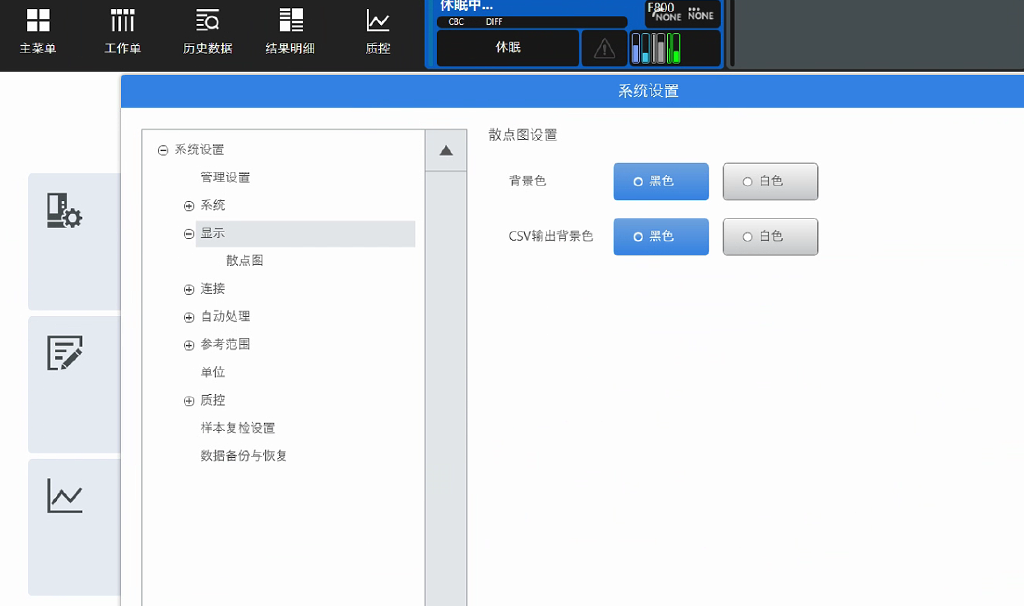 休眠中...
F800
NONE
NONE
CBC DIFF
主菜单 工作单 历史数据 结果明细 质控
休眠
系统设置
系统设置
管理设置
系统
显示
散点图
连接
自动处理
参考范围
单位
质控
样本复检设置
数据备份与恢复
散点图设置
背景色 黑色 白色
CSV输出背景色 黑色 白色